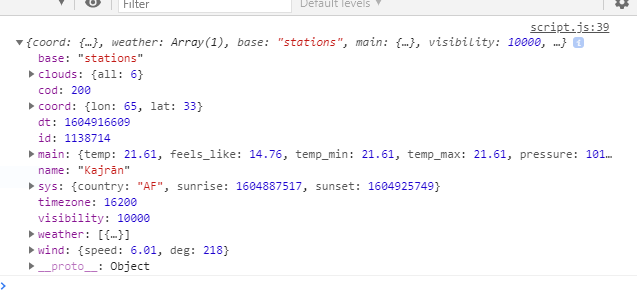 Filter
Default levels
script.js:39
{coord: {…}, weather: Array(1), base: "stations", main: {…}, visibility: 10000, …}
base: "stations"
clouds: {all: 6}
cod: 200
coord: {lon: 65, lat: 33}
dt: 1604916609
id: 1138714
main: {temp: 21.61, feels_like: 14.76, temp_min: 21.61, temp_max: 21.61, pressure: 101…
name: "Kajrān"
sys: {country: "AF", sunrise: 1604887517, sunset: 1604925749}
timezone: 16200
visibility: 10000
weather: [{…}]
wind: {speed: 6.01, deg: 218}
__proto__: Object